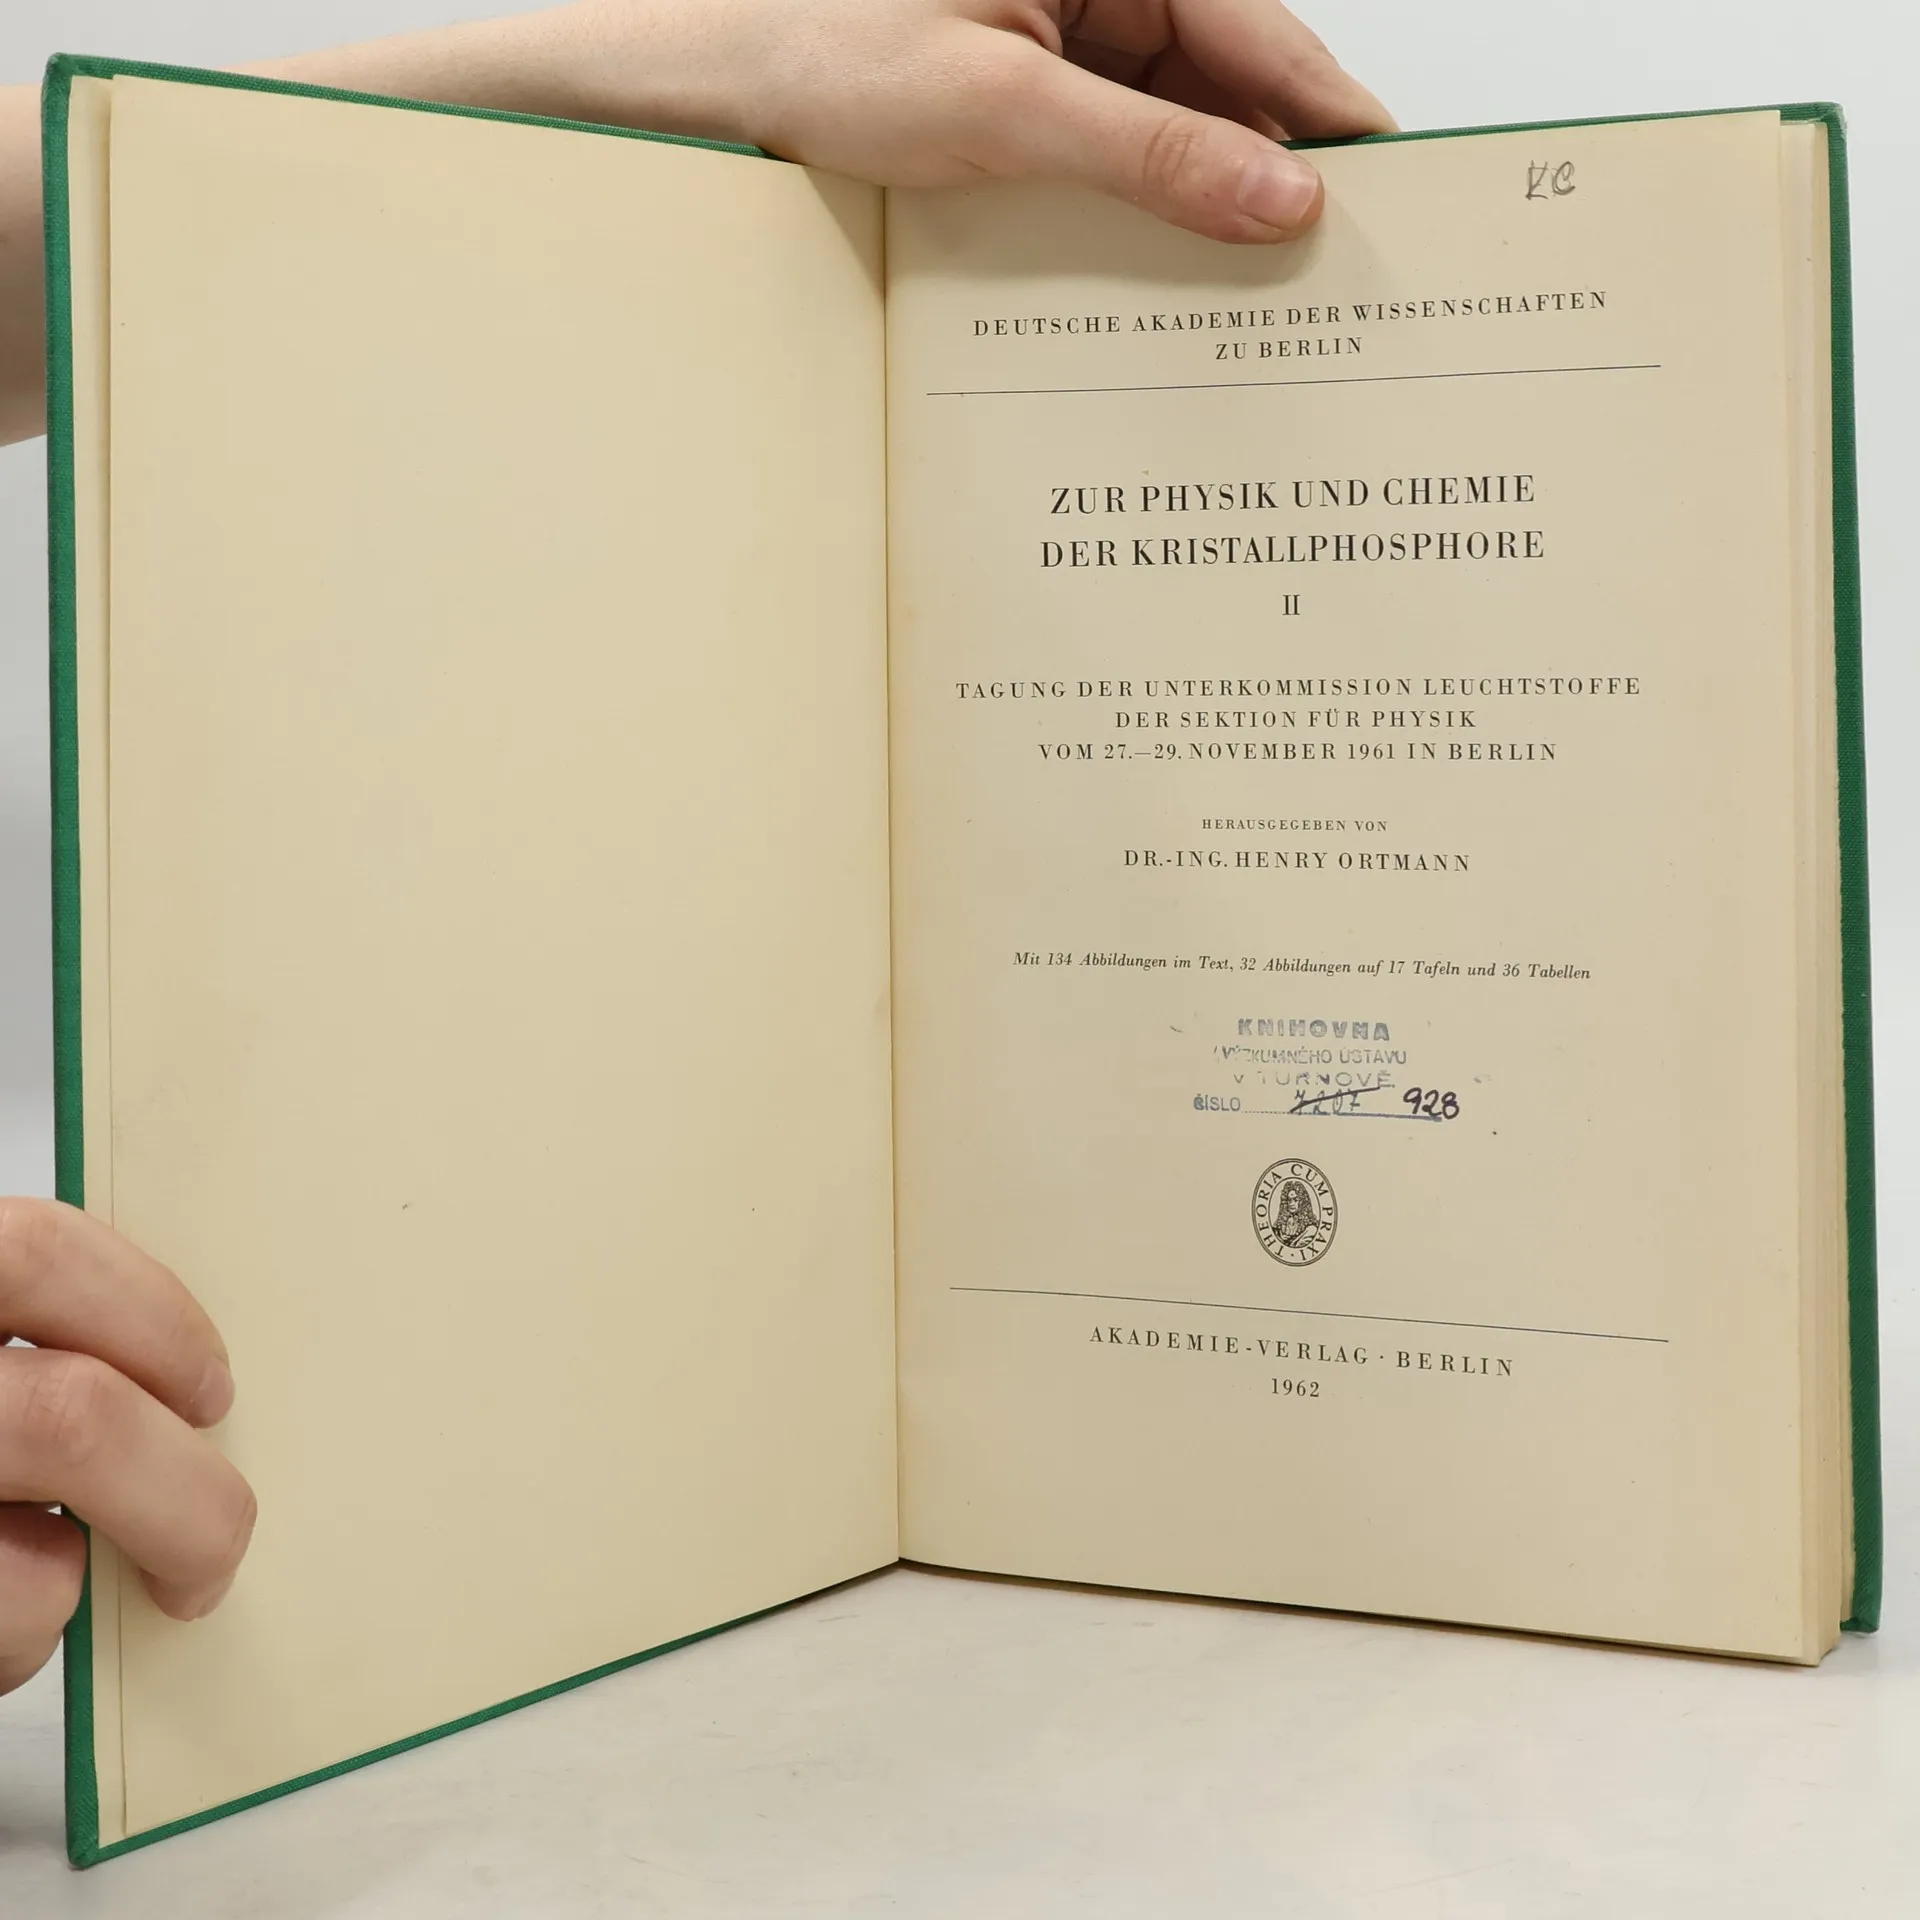 DEUTSCHE AKADEMIE DER WISSENSCHAFTEN
ZU BERLIN
ZUR PHYSIK UND CHEMIE
DER KRISTALLPHOSPHORE
II
TAGUNG DER UNTERKOMMISSION LEUCHTSTOFFE
DER SEKTION FÜR PHYSIK
VOM 27.—29. NOVEMBER 1961 IN BERLIN
HERAUSGEGEBEN VON
DR.-ING. HENRY ORTMANN
Mit 134 Abbildungen im Text, 32 Abbildungen auf 17 Tafeln und 36 Tabellen
KNIHOVNA
VÝZKUMNÉHO ÚSTAVU
V TURNOVĚ
ČÍSLO 928
THEORIA CUM PRAXI
AKADEMIE-VERLAG · BERLIN
1962